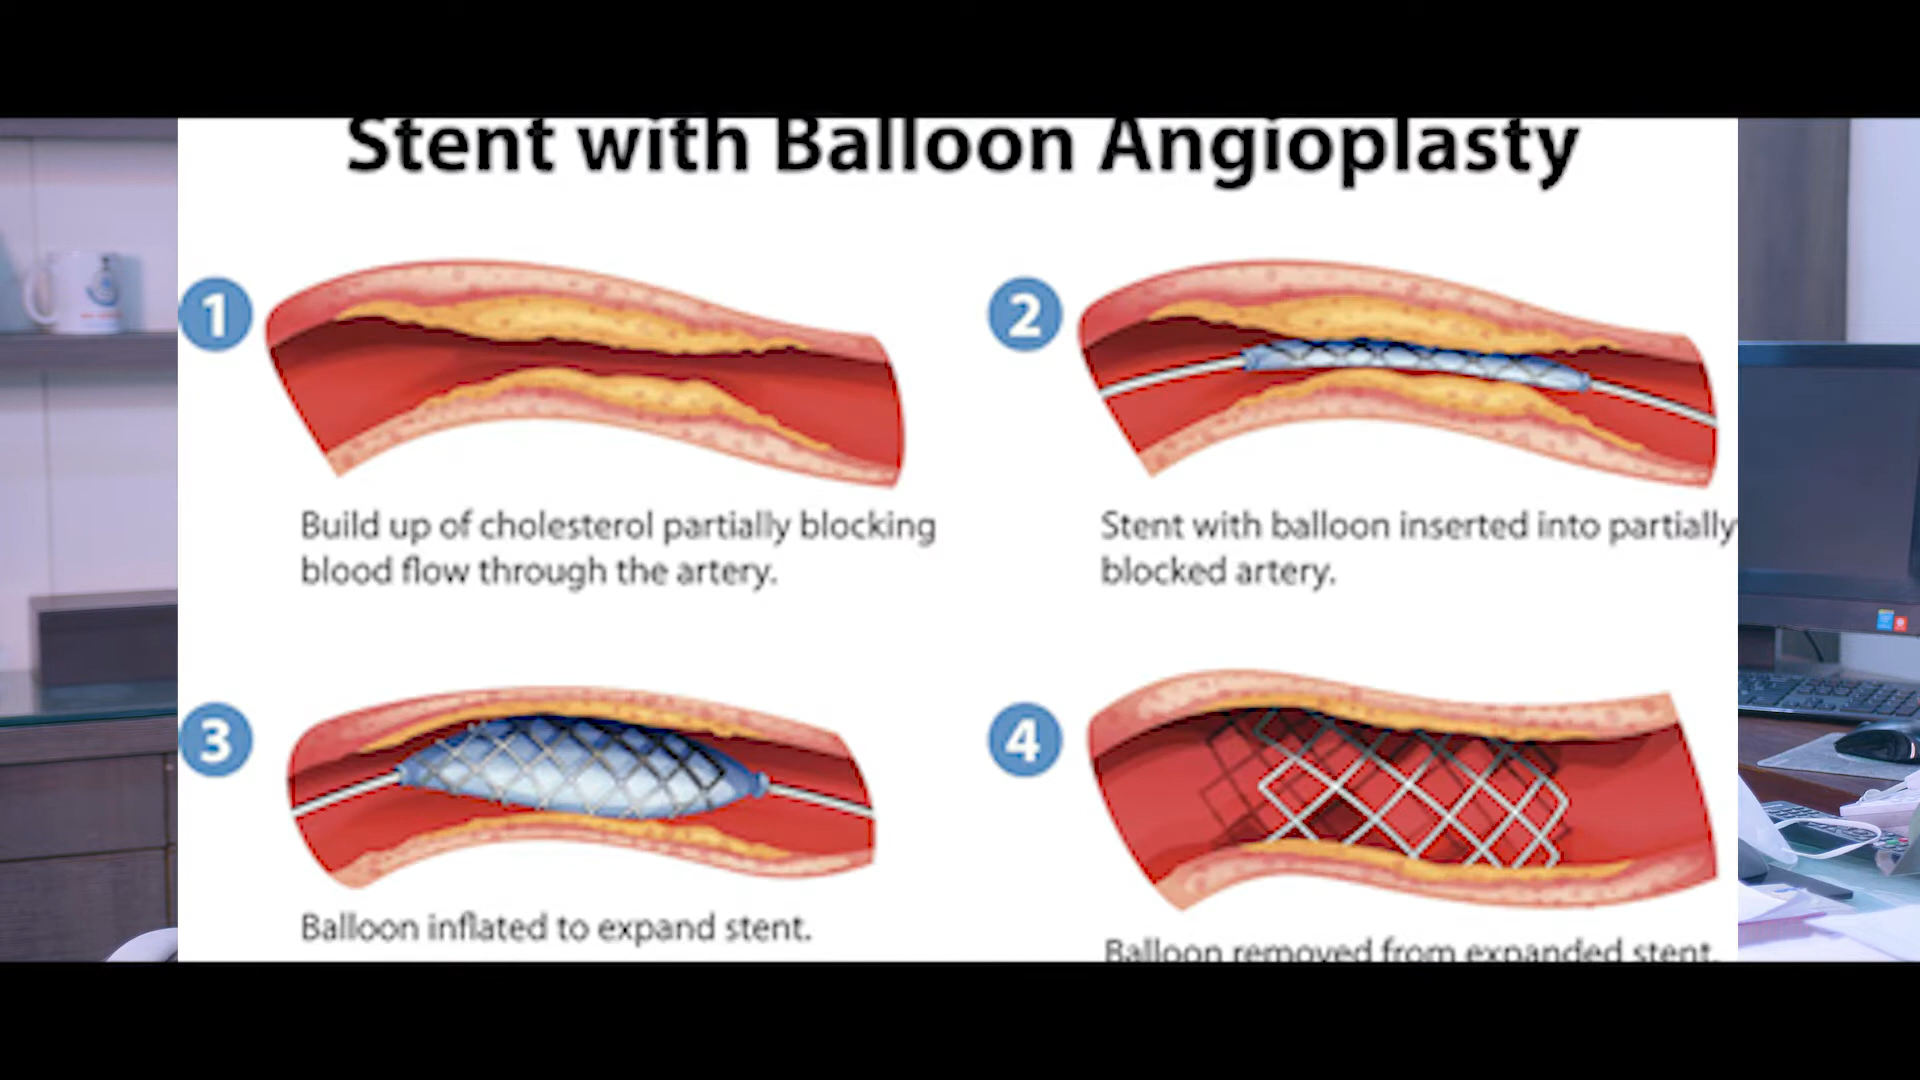 Stent with Balloon Angioplasty
1
2
Build up of cholesterol partially blocking
blood flow through the artery.
Stent with balloon inserted into partially
blocked artery.
3
4
Balloon inflated to expand stent.
Balloon removed from expanded stent.